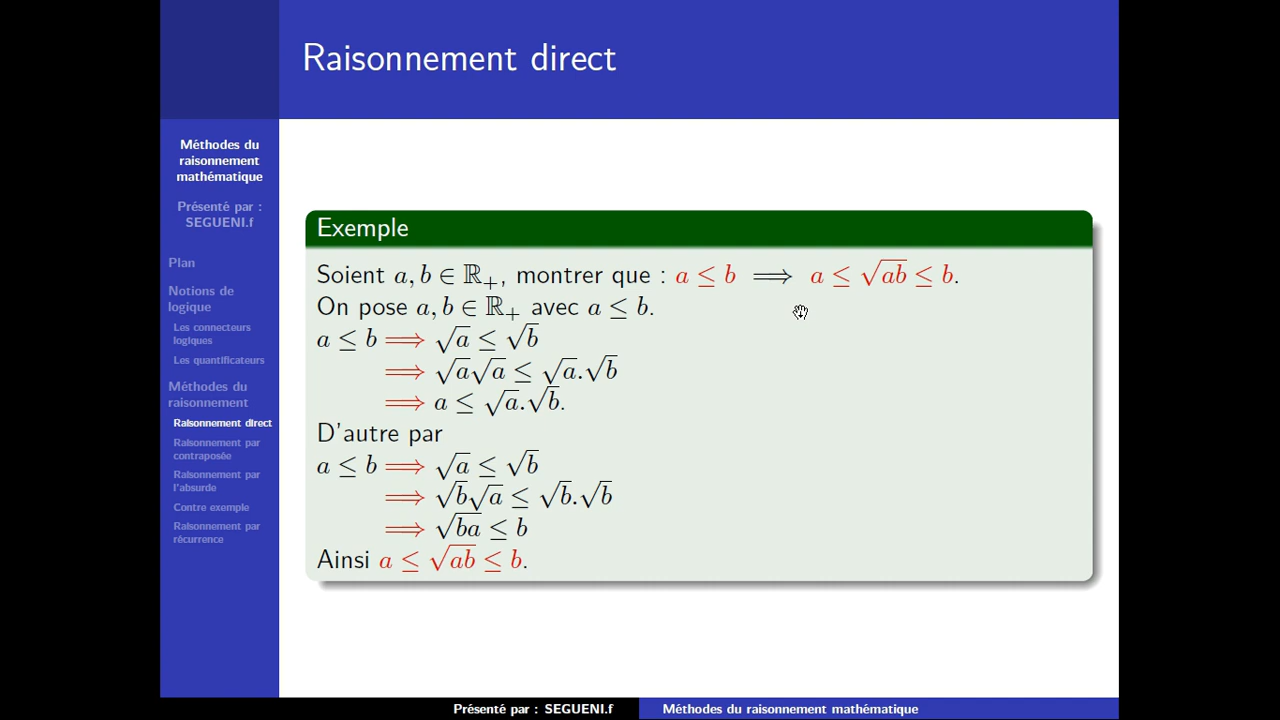 Raisonnement direct
Méthodes du
raisonnement
mathématique
Présenté par :
SEGUENI.f
Plan
Notions de
logique
Les connecteurs
logiques
Les quantificateurs
Méthodes du
raisonnement
Raisonnement direct
Raisonnement par
contraposée
Raisonnement par
l'absurde
Contre exemple
Raisonnement par
récurrence
Exemple
Soient a, b ∈ ℝ₊, montrer que : a ≤ b ⟹ a ≤ √ab ≤ b.
On pose a, b ∈ ℝ₊ avec a ≤ b.
a ≤ b ⟹ √a ≤ √b
⟹ √a√a ≤ √a.√b
⟹ a ≤ √a.√b.
D'autre par
a ≤ b ⟹ √a ≤ √b
⟹ √b√a ≤ √b.√b
⟹ √ba ≤ b
Ainsi a ≤ √ab ≤ b.
Présenté par : SEGUENI.f
Méthodes du raisonnement mathématique